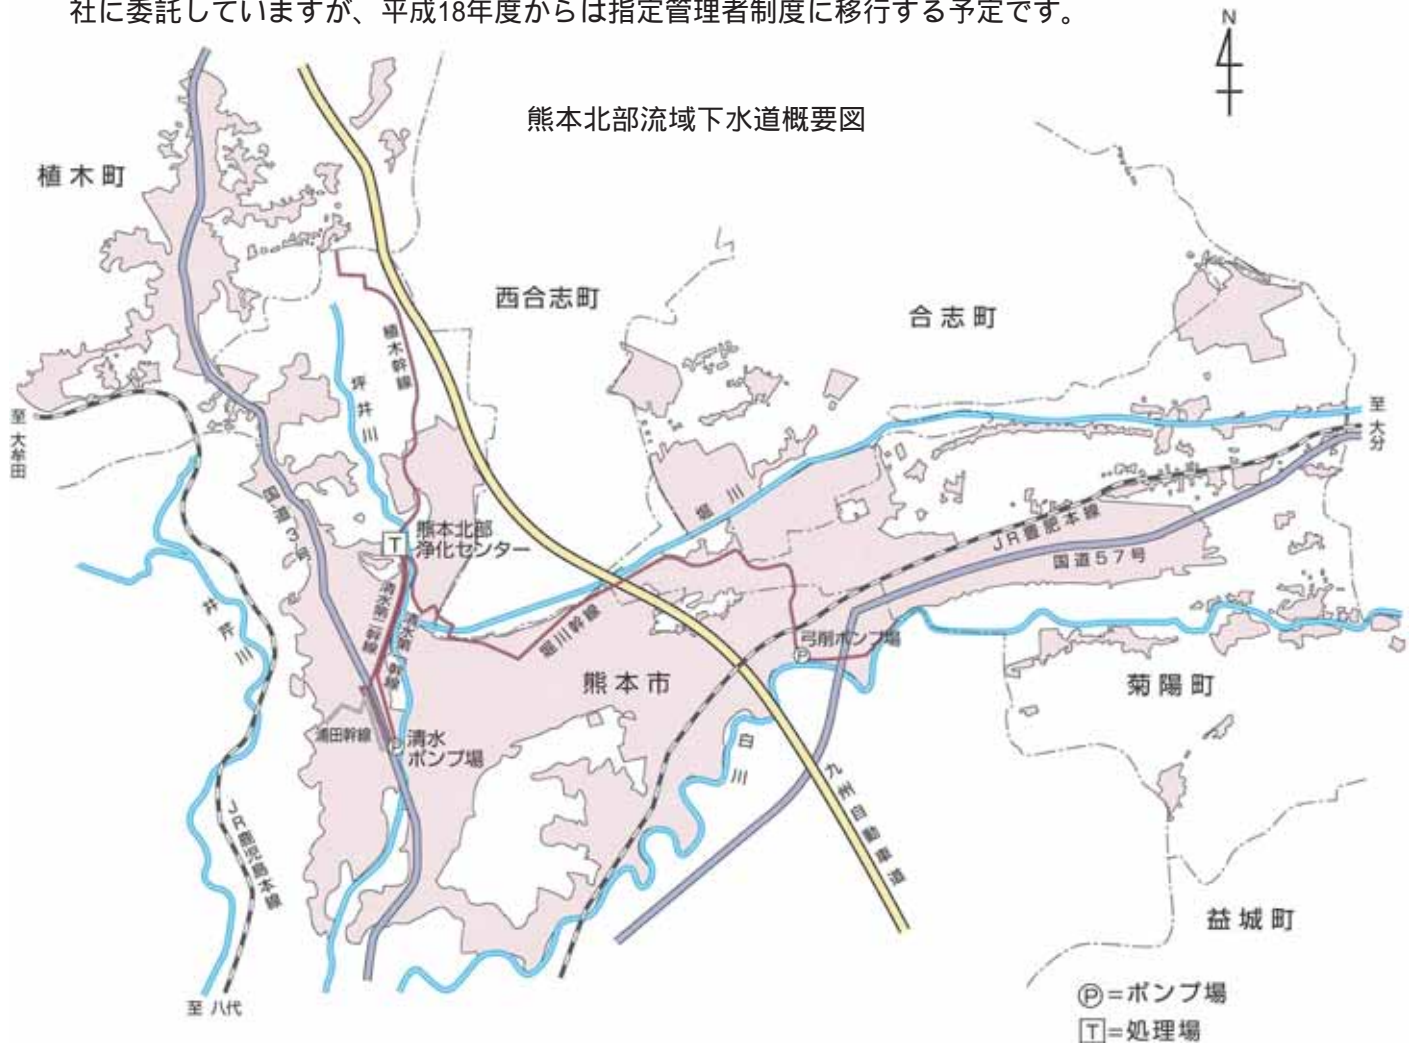 社に委託していますが、平成18年度からは指定管理者制度に移行する予定です。
N
熊本北部流域下水道概要図
植木町
西合志町
合志町
植木幹線
坪井川
至 大牟田
至 大分
国道3号
堀川
熊本北部
浄化センター
T
JR豊肥本線
国道57号
井芹川
堀川幹線
弓削ポンプ場
P
熊本市
菊陽町
浦田幹線
清水
ポンプ場
白川
九州自動車道
JR鹿児島本線
益城町
至 八代
P=ポンプ場
T=処理場